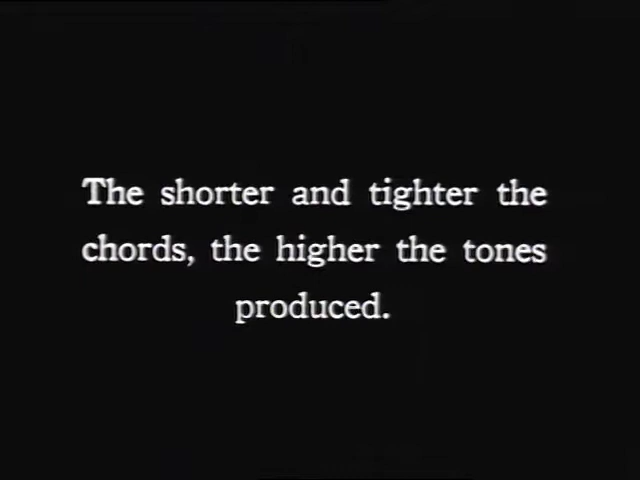 The shorter and tighter the
chords, the higher the tones
produced.